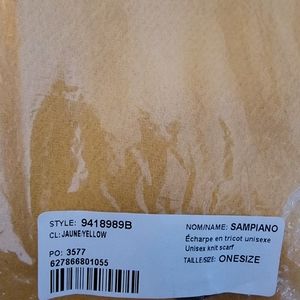 STYLE: 9418989B
CL: JAUNE/YELLOW
PO: 3577
627866801055
NOM/NAME: SAMPIANO
Écharpe en tricot unisexe
Unisex knit scarf
TAILLE/SIZE: ONESIZE